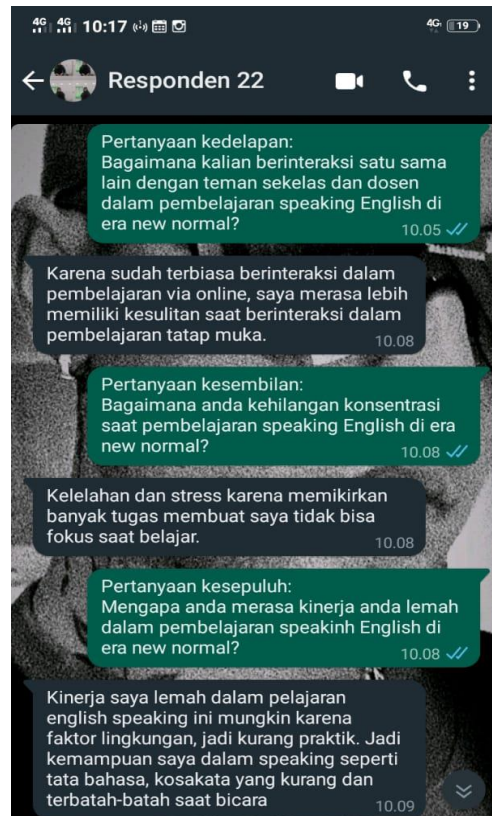 4G 4G 10:17 4G 19
Responden 22
Pertanyaan kedelapan:
Bagaimana kalian berinteraksi satu sama
lain dengan teman sekelas dan dosen
dalam pembelajaran speaking English di
era new normal?
10.05
Karena sudah terbiasa berinteraksi dalam
pembelajaran via online, saya merasa lebih
memiliki kesulitan saat berinteraksi dalam
pembelajaran tatap muka.
10.08
Pertanyaan kesembilan:
Bagaimana anda kehilangan konsentrasi
saat pembelajaran speaking English di era
new normal?
10.08
Kelelahan dan stress karena memikirkan
banyak tugas membuat saya tidak bisa
fokus saat belajar.
10.08
Pertanyaan kesepuluh:
Mengapa anda merasa kinerja anda lemah
dalam pembelajaran speakinh English di
era new normal?
10.08
Kinerja saya lemah dalam pelajaran
english speaking ini mungkin karena
faktor lingkungan, jadi kurang praktik. Jadi
kemampuan saya dalam speaking seperti
tata bahasa, kosakata yang kurang dan
terbatah-batah saat bicara
10.09